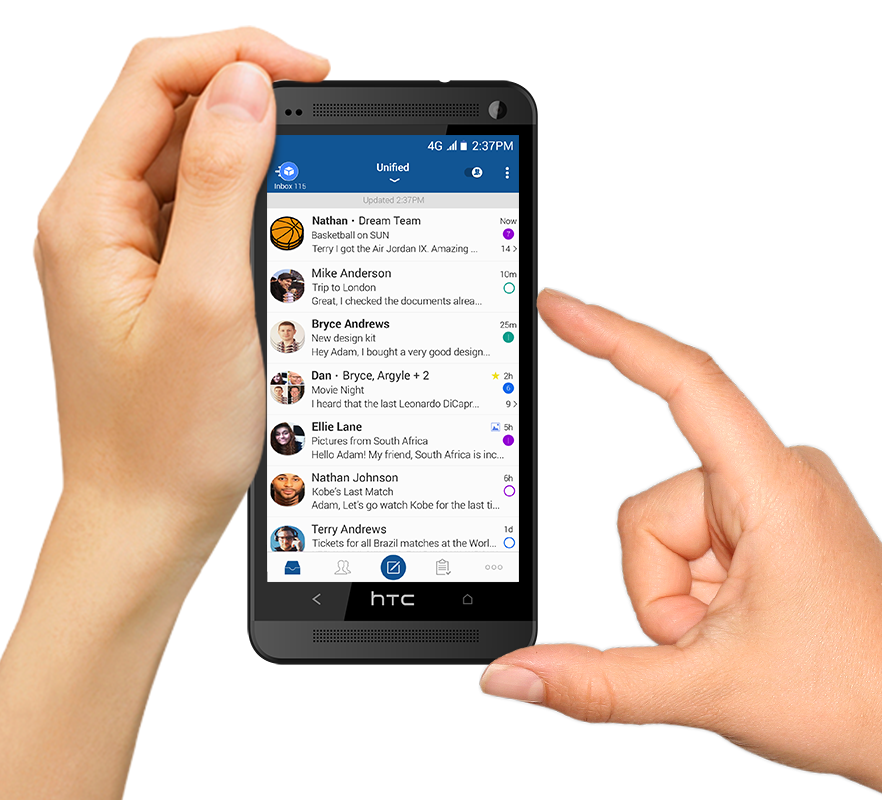 4G 2:37PM
Unified
Inbox 115
Updated 2:37PM
Nathan • Dream Team Now
Basketball on SUN 7
Terry I got the Air Jordan IX. Amazing ... 14 >
Mike Anderson 10m
Trip to London
Great, I checked the documents alrea...
Bryce Andrews 25m
New design kit 1
Hey Adam, I bought a very good design...
Dan • Bryce, Argyle + 2 2h
Movie Night 6
I heard that the last Leonardo DiCapr... 9 >
Ellie Lane 5h
Pictures from South Africa 1
Hello Adam! My friend, South Africa is inc...
Nathan Johnson 6h
Kobe's Last Match
Adam, Let's go watch Kobe for the last ti...
Terry Andrews 1d
Tickets for all Brazil matches at the Worl...
hTC